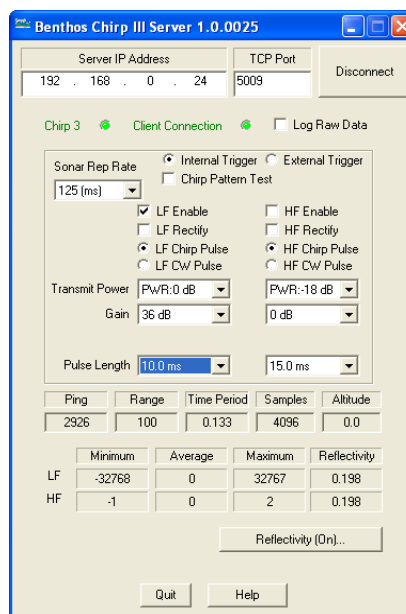 Benthos Chirp III Server 1.0.0025
Server IP Address TCP Port
192 . 168 . 0 . 24 5009 Disconnect
Chirp 3 Client Connection Log Raw Data
Sonar Rep Rate Internal Trigger External Trigger
125 (ms) Chirp Pattern Test
LF Enable HF Enable
LF Rectify HF Rectify
LF Chirp Pulse HF Chirp Pulse
LF CW Pulse HF CW Pulse
Transmit Power PWR:0 dB PWR:-18 dB
Gain 36 dB 0 dB
Pulse Length 10.0 ms 15.0 ms
Ping Range Time Period Samples Altitude
2926 100 0.133 4096 0.0
Minimum Average Maximum Reflectivity
LF -32768 0 32767 0.198
HF -1 0 2 0.198
Reflectivity (On)...
Quit Help